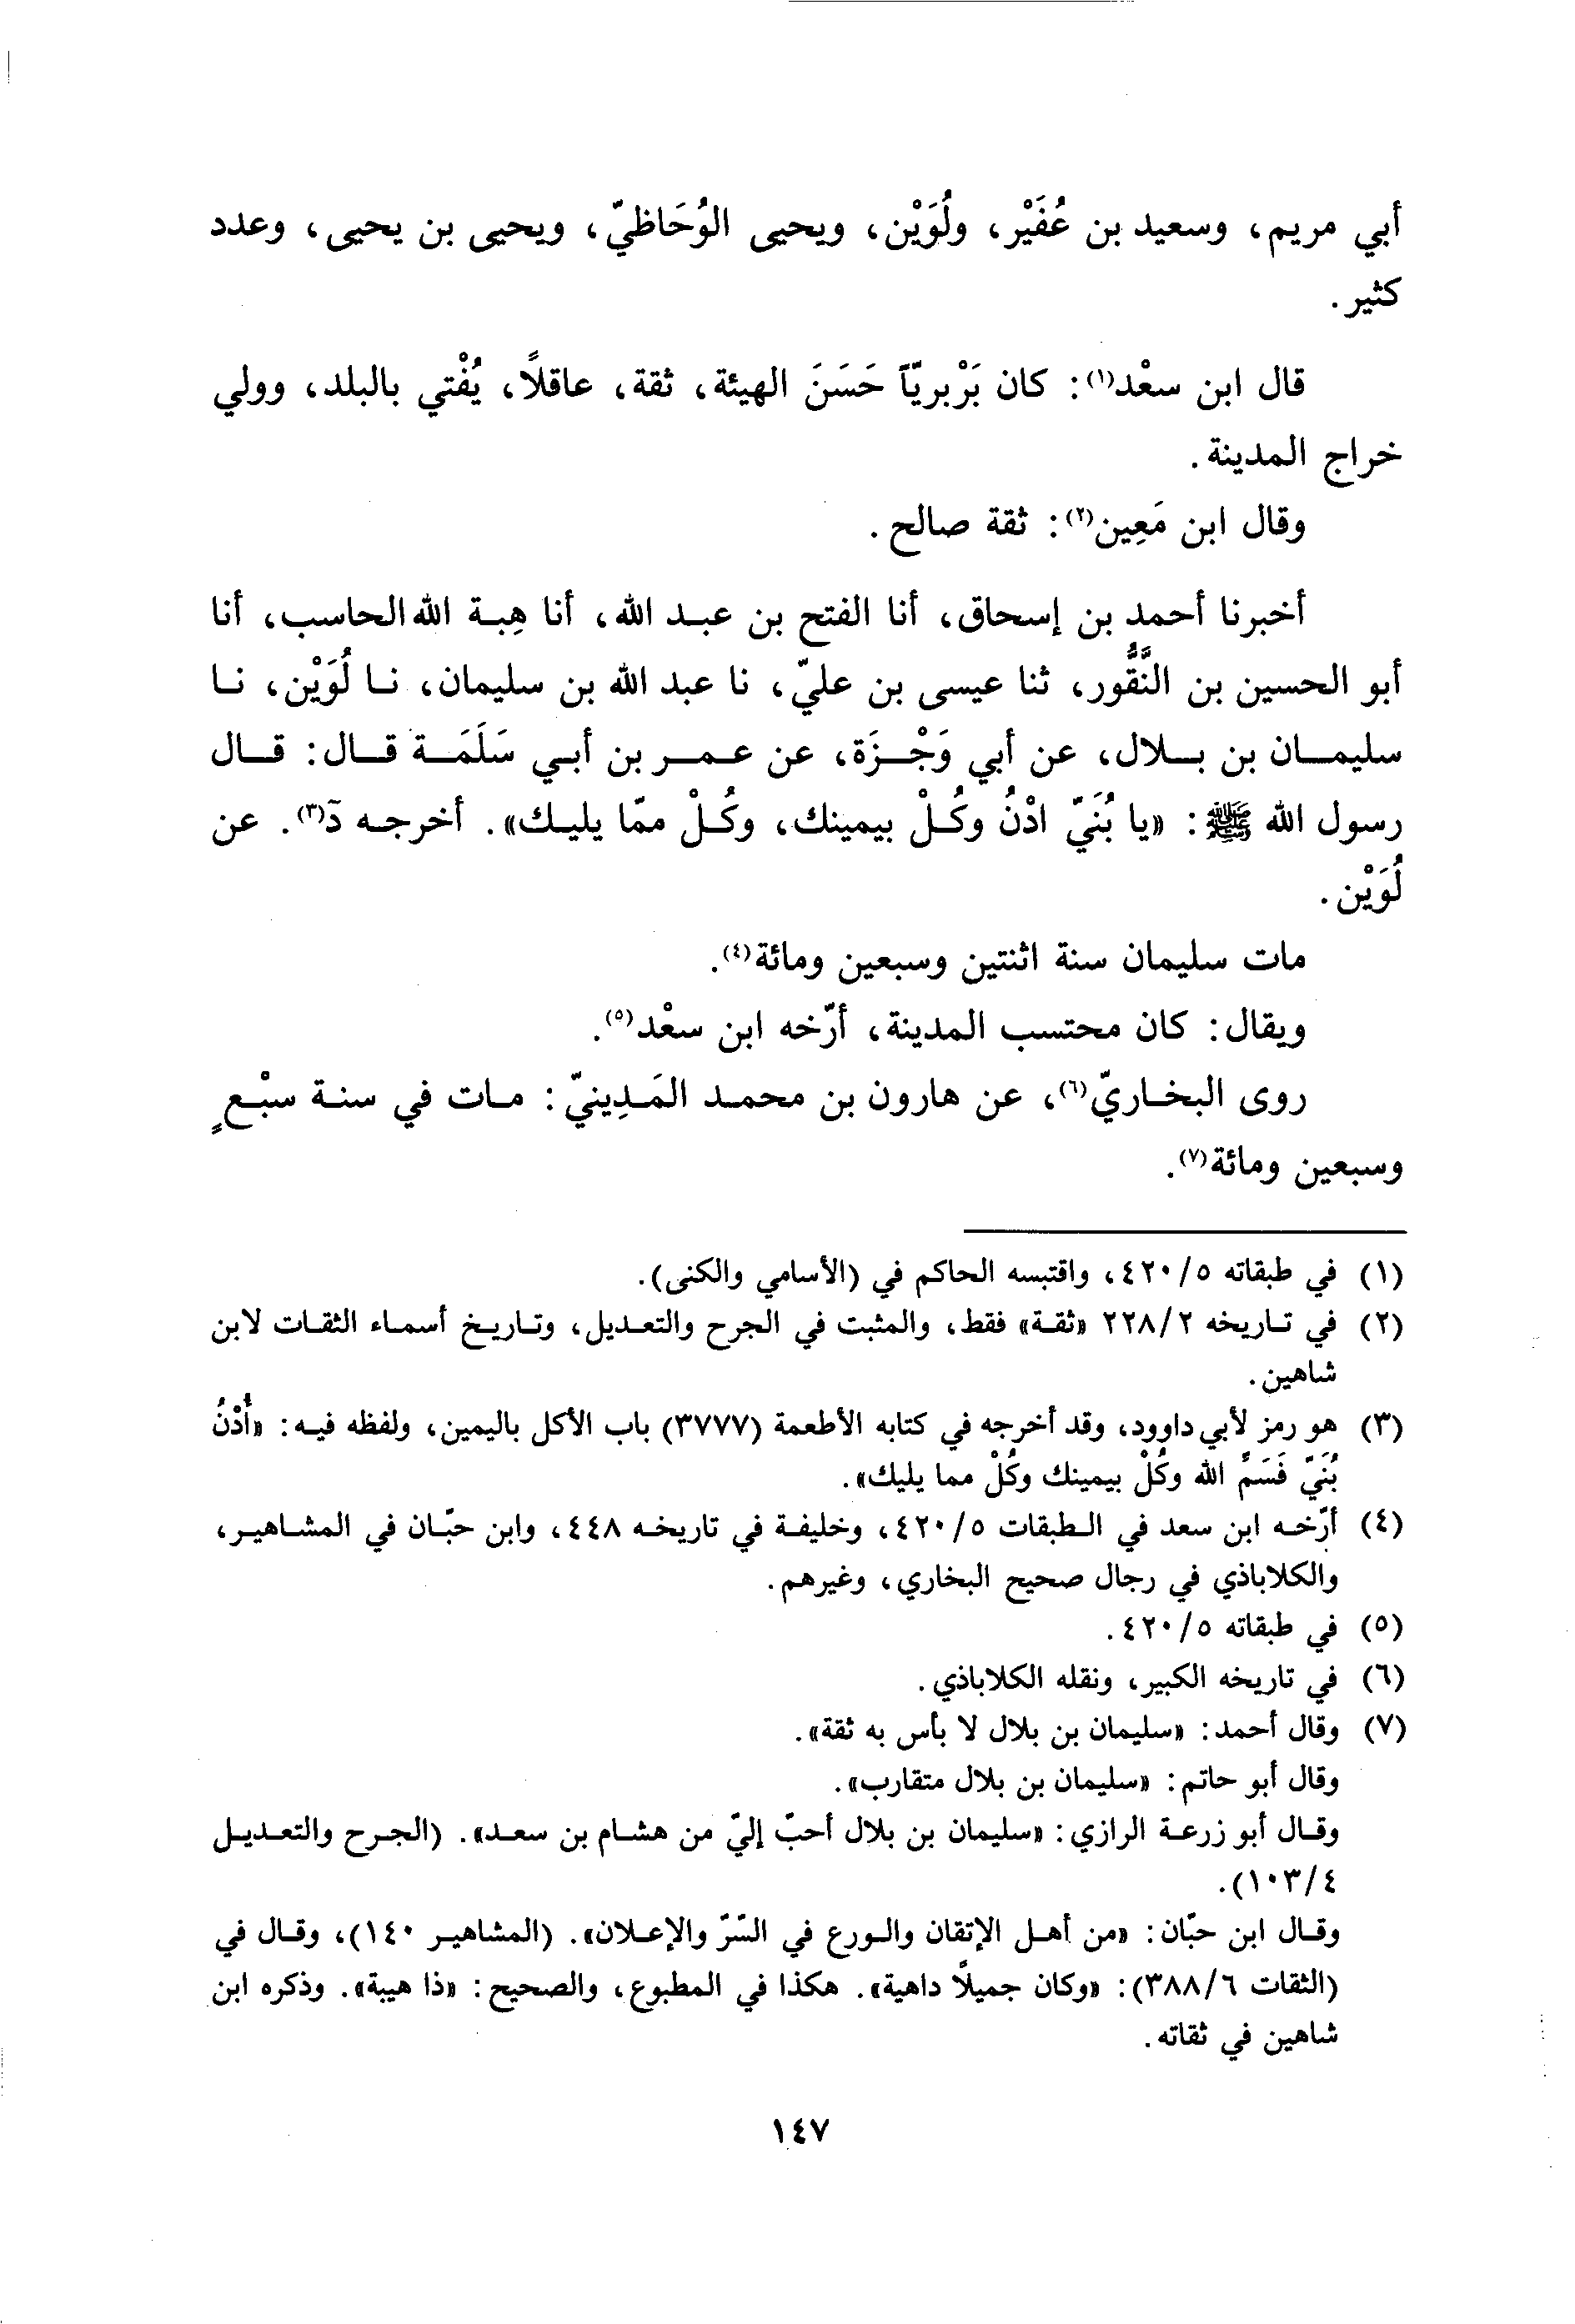 أبي مريم، وسعيد بن عُفَيْر، ولُوَيْن، ويحيى الوُحَاظيّ، ويحيى بن يحيى، وعدد
كثير.
قال ابن سعْد(١): كان بَرْبريّاً حَسَنَ الهيئة، ثقة، عاقلاً، يُفْتي بالبلد، وولي
خراج المدينة.
وقال ابن مَعِين(٢): ثقة صالح.
أخبرنا أحمد بن إسحاق، أنا الفتح بن عبد الله، أنا هِبة الله الحاسب، أنا
أبو الحسين بن النَّقُّور، ثنا عيسى بن عليّ، نا عبد الله بن سليمان، نا لُوَيْن، نا
سليمان بن بلال، عن أبي وَجْزَة، عن عمر بن أبي سَلَمَة قال: قال
رسول الله ﷺ: «يا بُنَيّ ادْنُ وكُلْ بيمينك، وكُلْ ممّا يليك». أخرجه دَ(٣). عن
لُوَيْن.
مات سليمان سنة اثنتين وسبعين ومائة(٤).
ويقال: كان محتسب المدينة، أرّخه ابن سعْد(٥).
روى البخاريّ(٦)، عن هارون بن محمد المَدِينيّ: مات في سنة سبْعٍ
وسبعين ومائة(٧).
(١) في طبقاته ٥/ ٤٢٠، واقتبسه الحاكم في (الأسامي والكنى).
(٢) في تاريخه ٢/ ٢٢٨ «ثقة» فقط، والمثبت في الجرح والتعديل، وتاريخ أسماء الثقات لابن
شاهين.
(٣) هو رمز لأبي داوود، وقد أخرجه في كتابه الأطعمة (٣٧٧٧) باب الأكل باليمين، ولفظه فيه: «أُدْنُ
بُنَيّ فَسَمِّ الله وكُلْ بيمينك وكُلْ مما يليك».
(٤) أرّخه ابن سعد في الطبقات ٥/ ٤٢٠، وخليفة في تاريخه ٤٤٨، وابن حبّان في المشاهير،
والكلاباذي في رجال صحيح البخاري، وغيرهم.
(٥) في طبقاته ٥/ ٤٢٠.
(٦) في تاريخه الكبير، ونقله الكلاباذي.
(٧) وقال أحمد: «سليمان بن بلال لا بأس به ثقة».
وقال أبو حاتم: «سليمان بن بلال متقارب».
وقال أبو زرعة الرازي: «سليمان بن بلال أحبّ إليّ من هشام بن سعد». (الجرح والتعديل
٤/ ١٠٣).
وقال ابن حبّان: «من أهل الإتقان والورع في السّرّ والإعلان». (المشاهير ١٤٠)، وقال في
(الثقات ٦/ ٣٨٨): «وكان جميلاً داهية». هكذا في المطبوع، والصحيح: «ذا هيبة». وذكره ابن
شاهين في ثقاته.
١٤٧